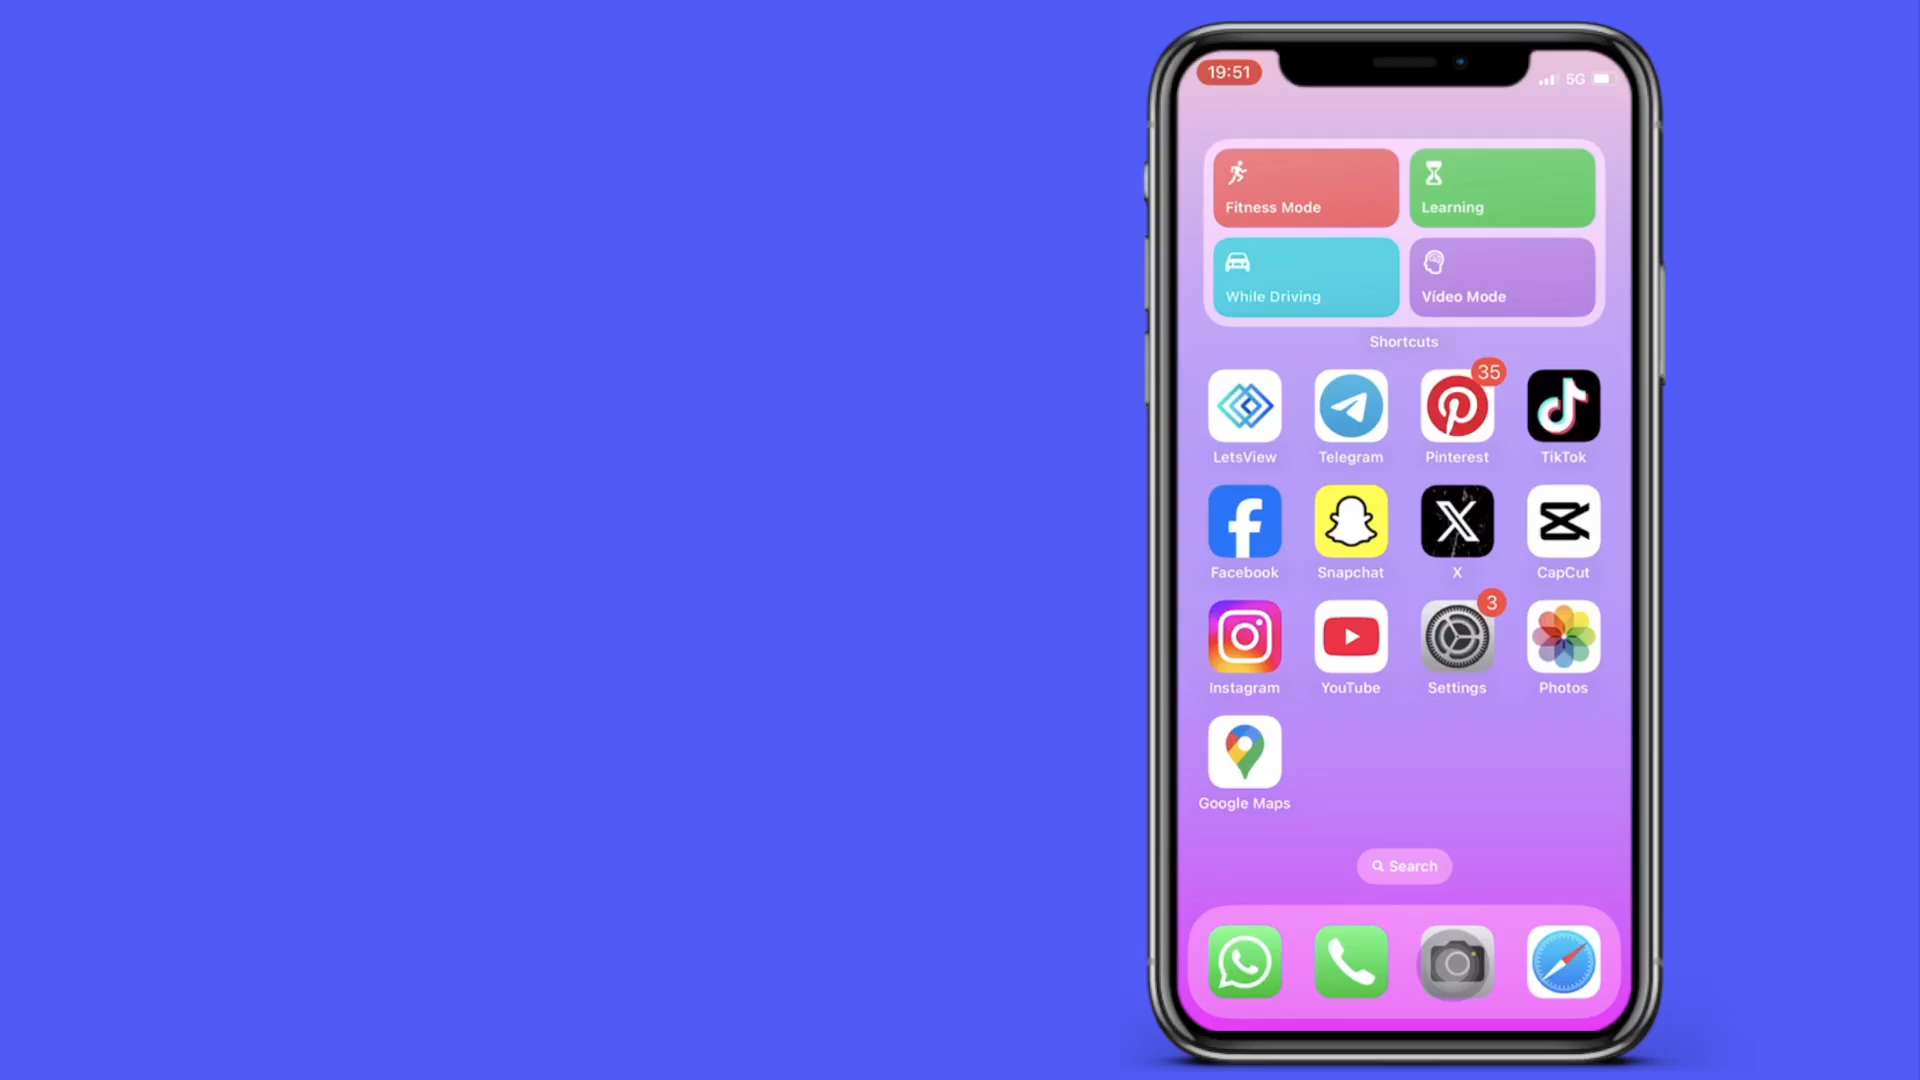 19:51
5G
Fitness Mode
Learning
While Driving
Vídeo Mode
Shortcuts
35
LetsView
Telegram
Pinterest
TikTok
Facebook
Snapchat
X
CapCut
3
Instagram
YouTube
Settings
Photos
Google Maps
Search